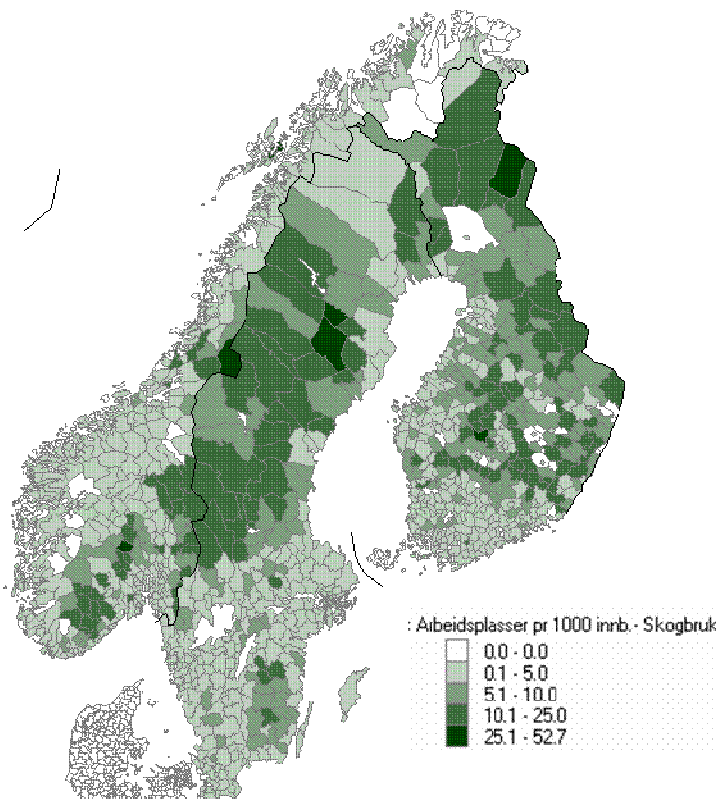 : Arbeidsplasser pr 1000 innb. - Skogbruk
0.0 - 0.0
0.1 - 5.0
5.1 - 10.0
10.1 - 25.0
25.1 - 52.7